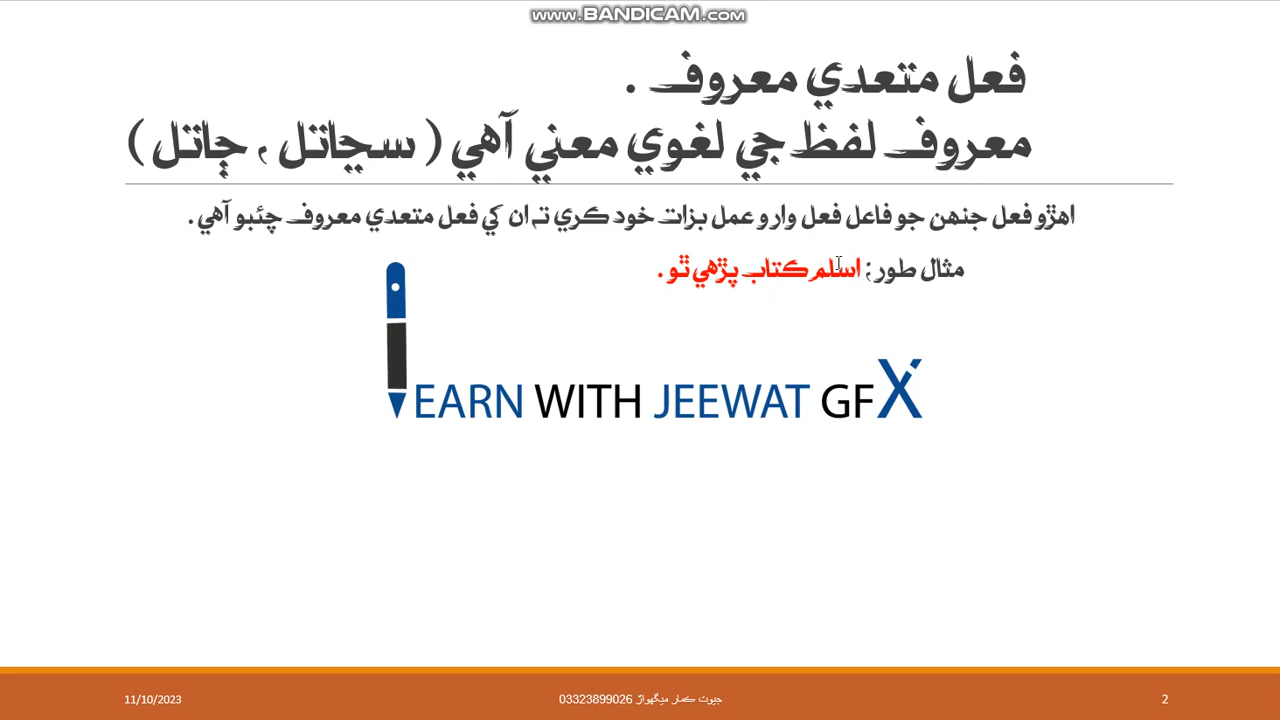 www.BANDICAM.com
فعل متعدي معروف .
معروف لفظ جي لغوي معني آهي ( سڃاتل ، ڄاتل )
اهڙو فعل جنهن جو فاعل فعل وارو عمل بزات خود ڪري ته ان کي فعل متعدي معروف چئبو آهي .
مثال طور: اسلم ڪتاب پڙهي ٿو .
LEARN WITH JEEWAT GFX
11/10/2023
جيوت ڪمار ميگهواڙ 03323899026
2